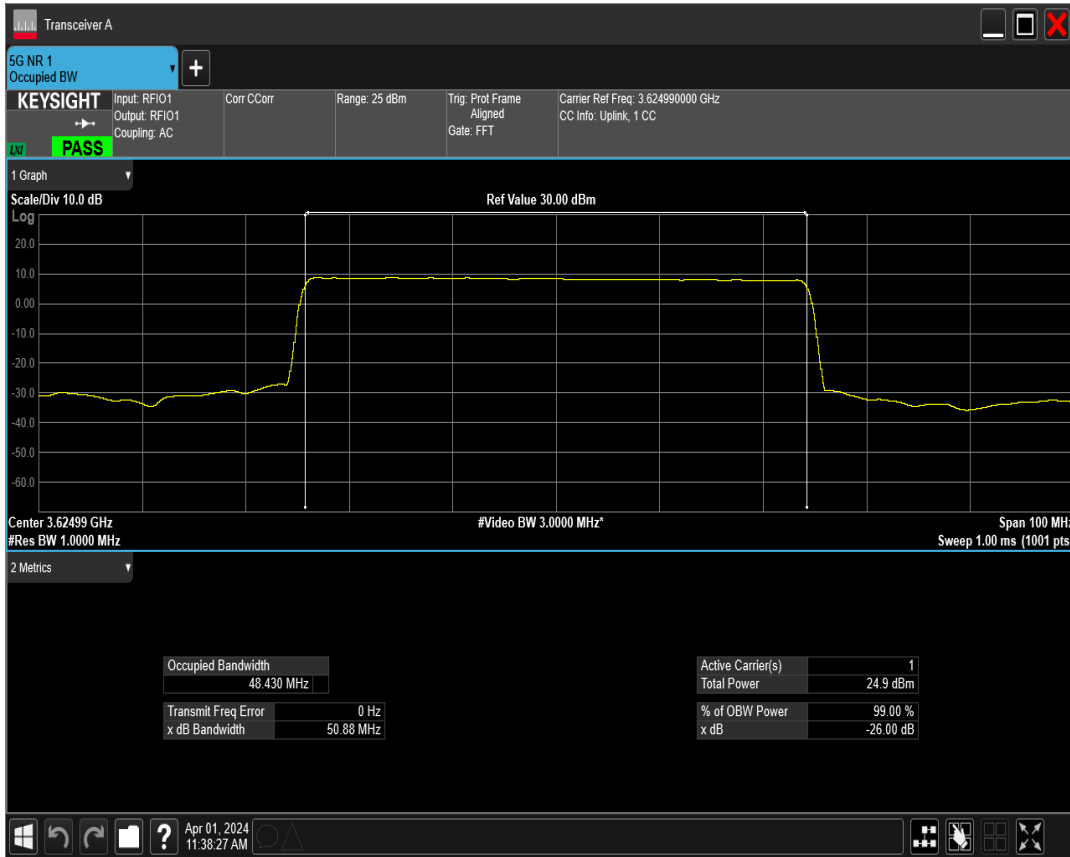 Transceiver A
5G NR 1
Occupied BW
KEYSIGHT
LXI
PASS
Input: RFIO1
Output: RFIO1
Coupling: AC
Corr CCorr
Range: 25 dBm
Trig: Prot Frame
Aligned
Gate: FFT
Carrier Ref Freq: 3.624990000 GHz
CC Info: Uplink, 1 CC
1 Graph
Scale/Div 10.0 dB
Ref Value 30.00 dBm
Log
20.0
10.0
0.00
-10.0
-20.0
-30.0
-40.0
-50.0
-60.0
Center 3.62499 GHz
#Video BW 3.0000 MHz*
Span 100 MHz
#Res BW 1.0000 MHz
Sweep 1.00 ms (1001 pts
2 Metrics
Occupied Bandwidth
48.430 MHz
Transmit Freq Error 0 Hz
x dB Bandwidth 50.88 MHz
Active Carrier(s) 1
Total Power 24.9 dBm
% of OBW Power 99.00 %
x dB -26.00 dB
?
Apr 01, 2024
11:38:27 AM